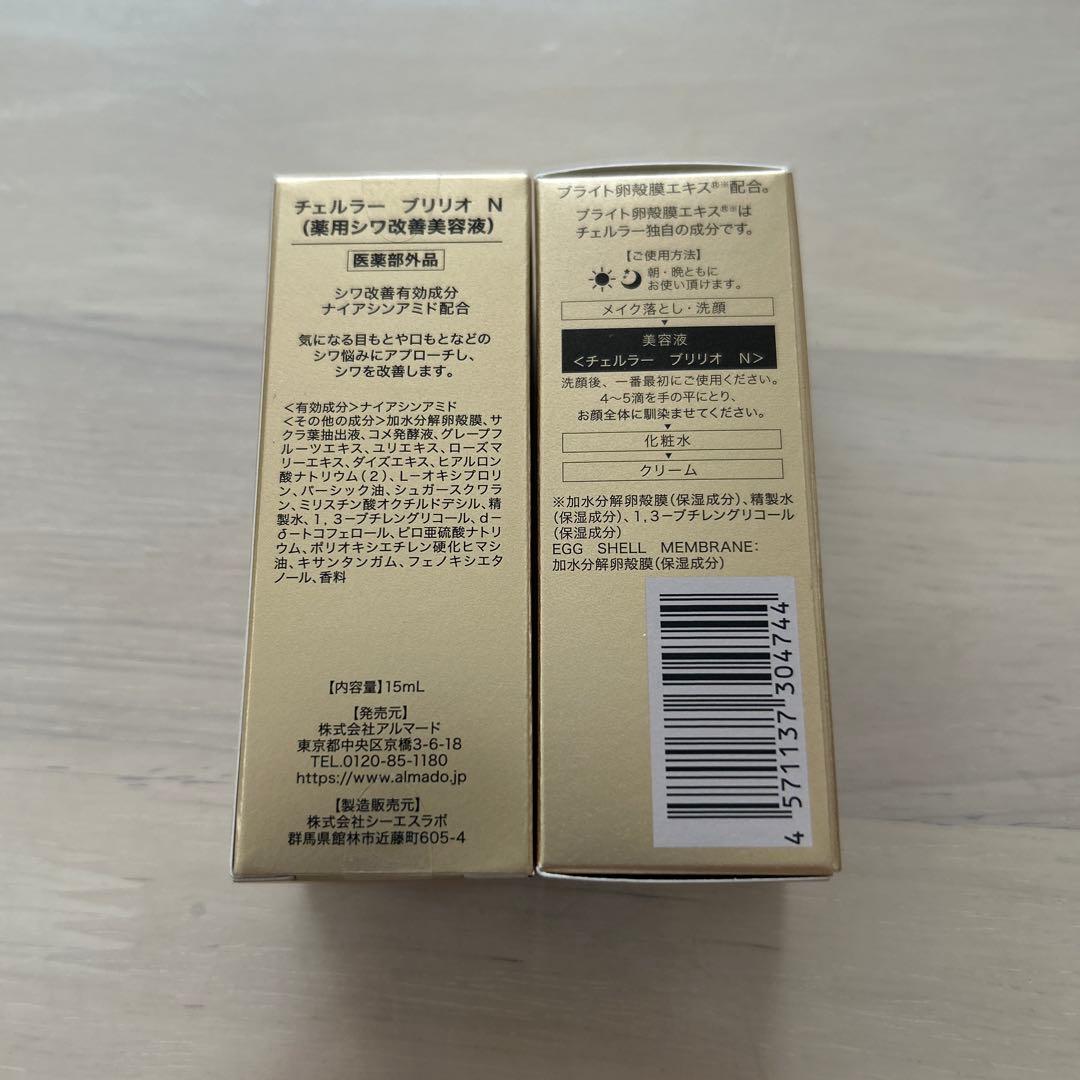 チェルラー　ブリリオ　N
（薬用シワ改善美容液）
医薬部外品
シワ改善有効成分
ナイアシンアミド配合
気になる目もとや口もとなどの
シワ悩みにアプローチし、
シワを改善します。
＜有効成分＞ナイアシンアミド
＜その他の成分＞加水分解卵殻膜、サ
クラ葉抽出液、コメ発酵液、グレープフ
ルーツエキス、ユリエキス、ローズマ
リーエキス、ダイズエキス、ヒアルロン
酸ナトリウム（2）、L−オキシプロリ
ン、パーシック油、シュガースクワラ
ン、ミリスチン酸オクチルドデシル、精
製水、1，3−ブチレングリコール、d−
δ−トコフェロール、ピロ亜硫酸ナトリ
ウム、ポリオキシエチレン硬化ヒマシ
油、キサンタンガム、フェノキシエタ
ノール、香料
【内容量】15mL
【発売元】
株式会社アルマード
東京都中央区京橋3-6-18
TEL.0120-85-1180
https://www.almado.jp
【製造販売元】
株式会社シーエスラボ
群馬県館林市近藤町605-4
ブライト卵殻膜エキス®※配合。
ブライト卵殻膜エキス®※は
チェルラー独自の成分です。
【ご使用方法】
朝・晩ともに
お使い頂けます。
メイク落とし・洗顔
美容液
＜チェルラー　ブリリオ　N＞
洗顔後、一番最初にご使用ください。
4〜5滴を手の平にとり、
お顔全体に馴染ませてください。
化粧水
クリーム
※加水分解卵殻膜（保湿成分）、精製水
（保湿成分）、1，3−ブチレングリコール
（保湿成分）
EGG SHELL MEMBRANE：
加水分解卵殻膜（保湿成分）
4 571137 304744